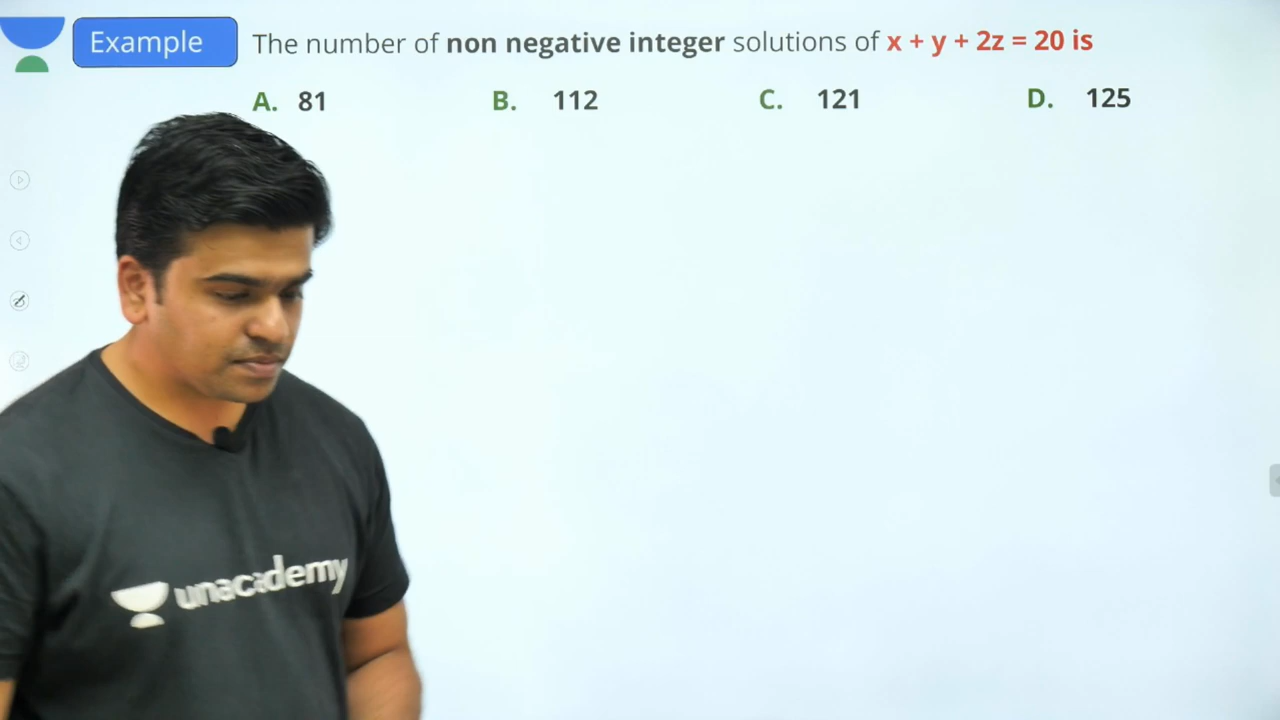 Example The number of non negative integer solutions of x + y + 2z = 20 is
A. 81 B. 112 C. 121 D. 125
unacademy